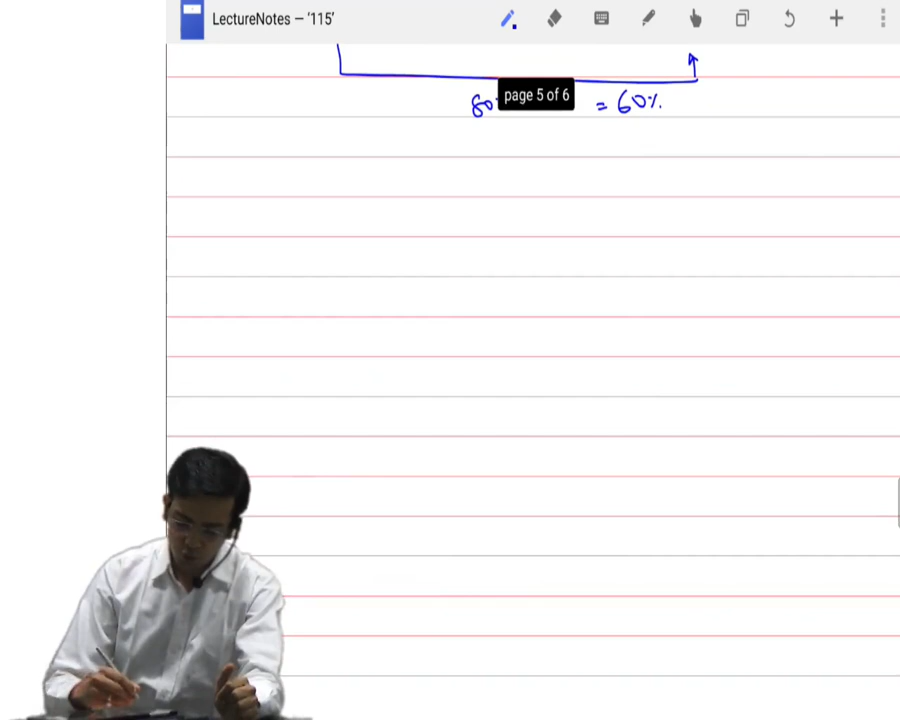 LectureNotes – '115'
page 5 of 6
80
= 60%